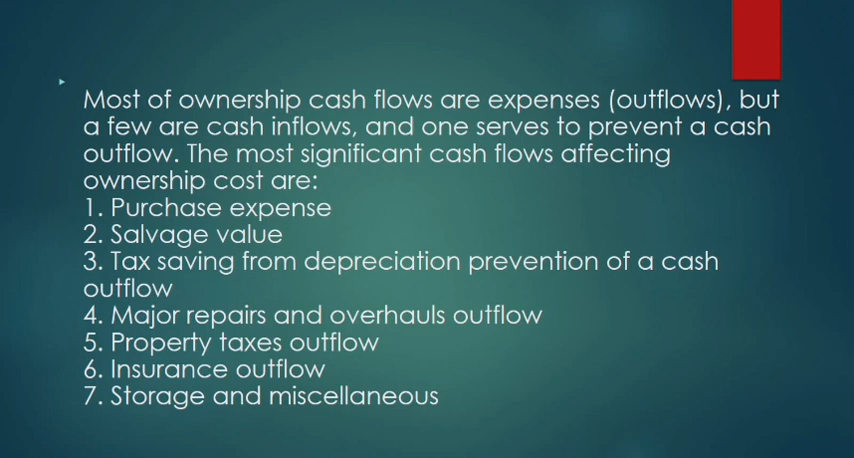 Most of ownership cash flows are expenses (outflows), but
a few are cash inflows, and one serves to prevent a cash
outflow. The most significant cash flows affecting
ownership cost are:
1. Purchase expense
2. Salvage value
3. Tax saving from depreciation prevention of a cash
outflow
4. Major repairs and overhauls outflow
5. Property taxes outflow
6. Insurance outflow
7. Storage and miscellaneous